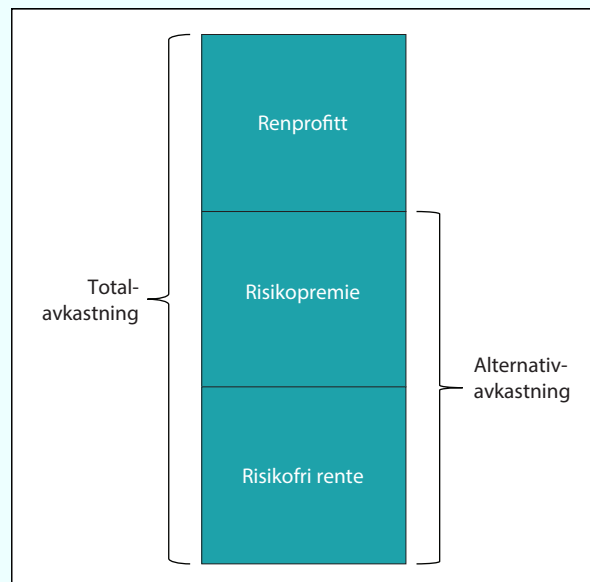 Renprofitt
Total-
avkastning
Risikopremie
Alternativ-
avkastning
Risikofri rente